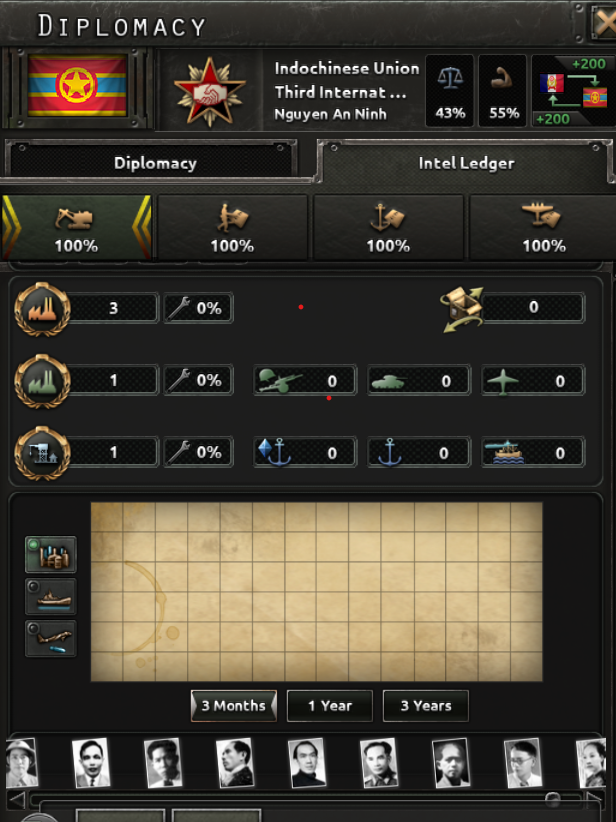 DIPLOMACY
Indochinese Union
Third Internat ...
Nguyen An Ninh
43%
55%
+200
+200
Diplomacy
Intel Ledger
100%
100%
100%
100%
3
0%
0
1
0%
0
0
0
1
0%
0
0
0
3 Months
1 Year
3 Years